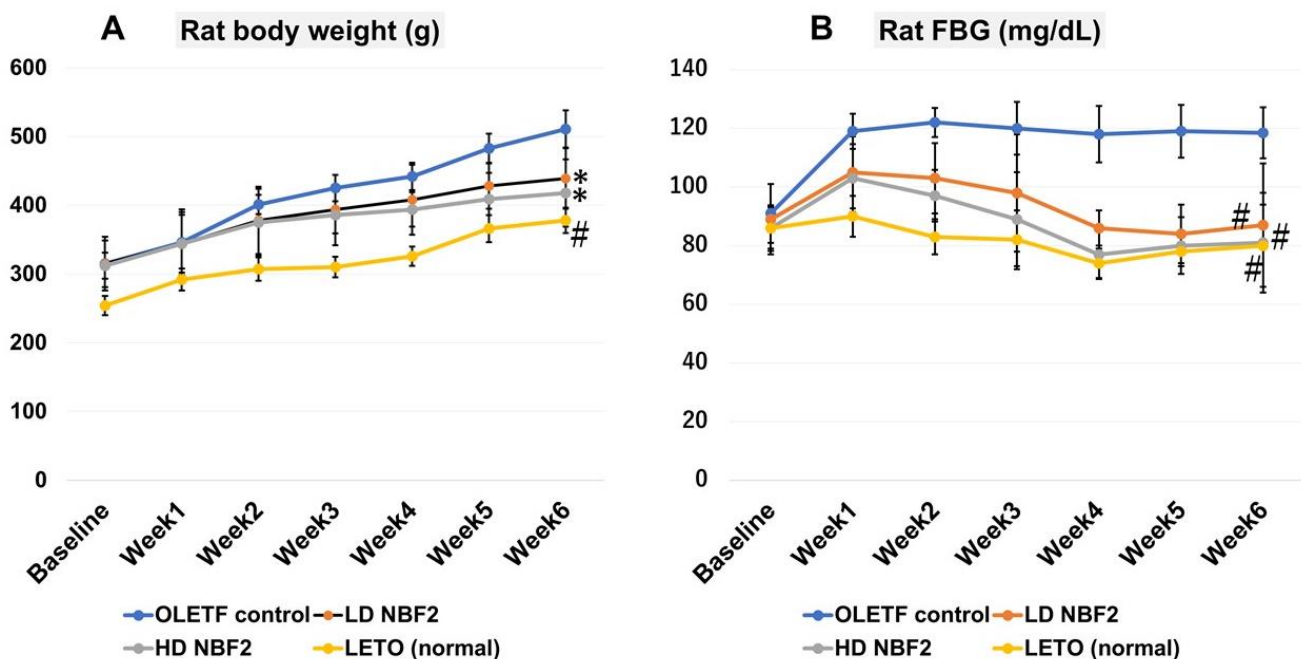 A Rat body weight (g)
600
500
400
300
200
100
0
*
*
#
Baseline Week1 Week2 Week3 Week4 Week5 Week6
OLETF control LD NBF2
HD NBF2 LETO (normal)
B Rat FBG (mg/dL)
140
120
100
80
60
40
20
0
#
#
#
Baseline Week1 Week2 Week3 Week4 Week5 Week6
OLETF control LD NBF2
HD NBF2 LETO (normal)